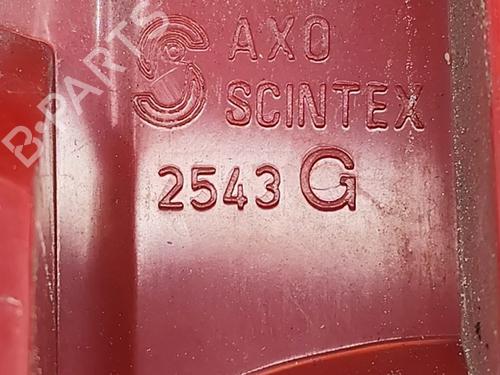 B-PARTS
S AXO
SCINTEX
2543 G